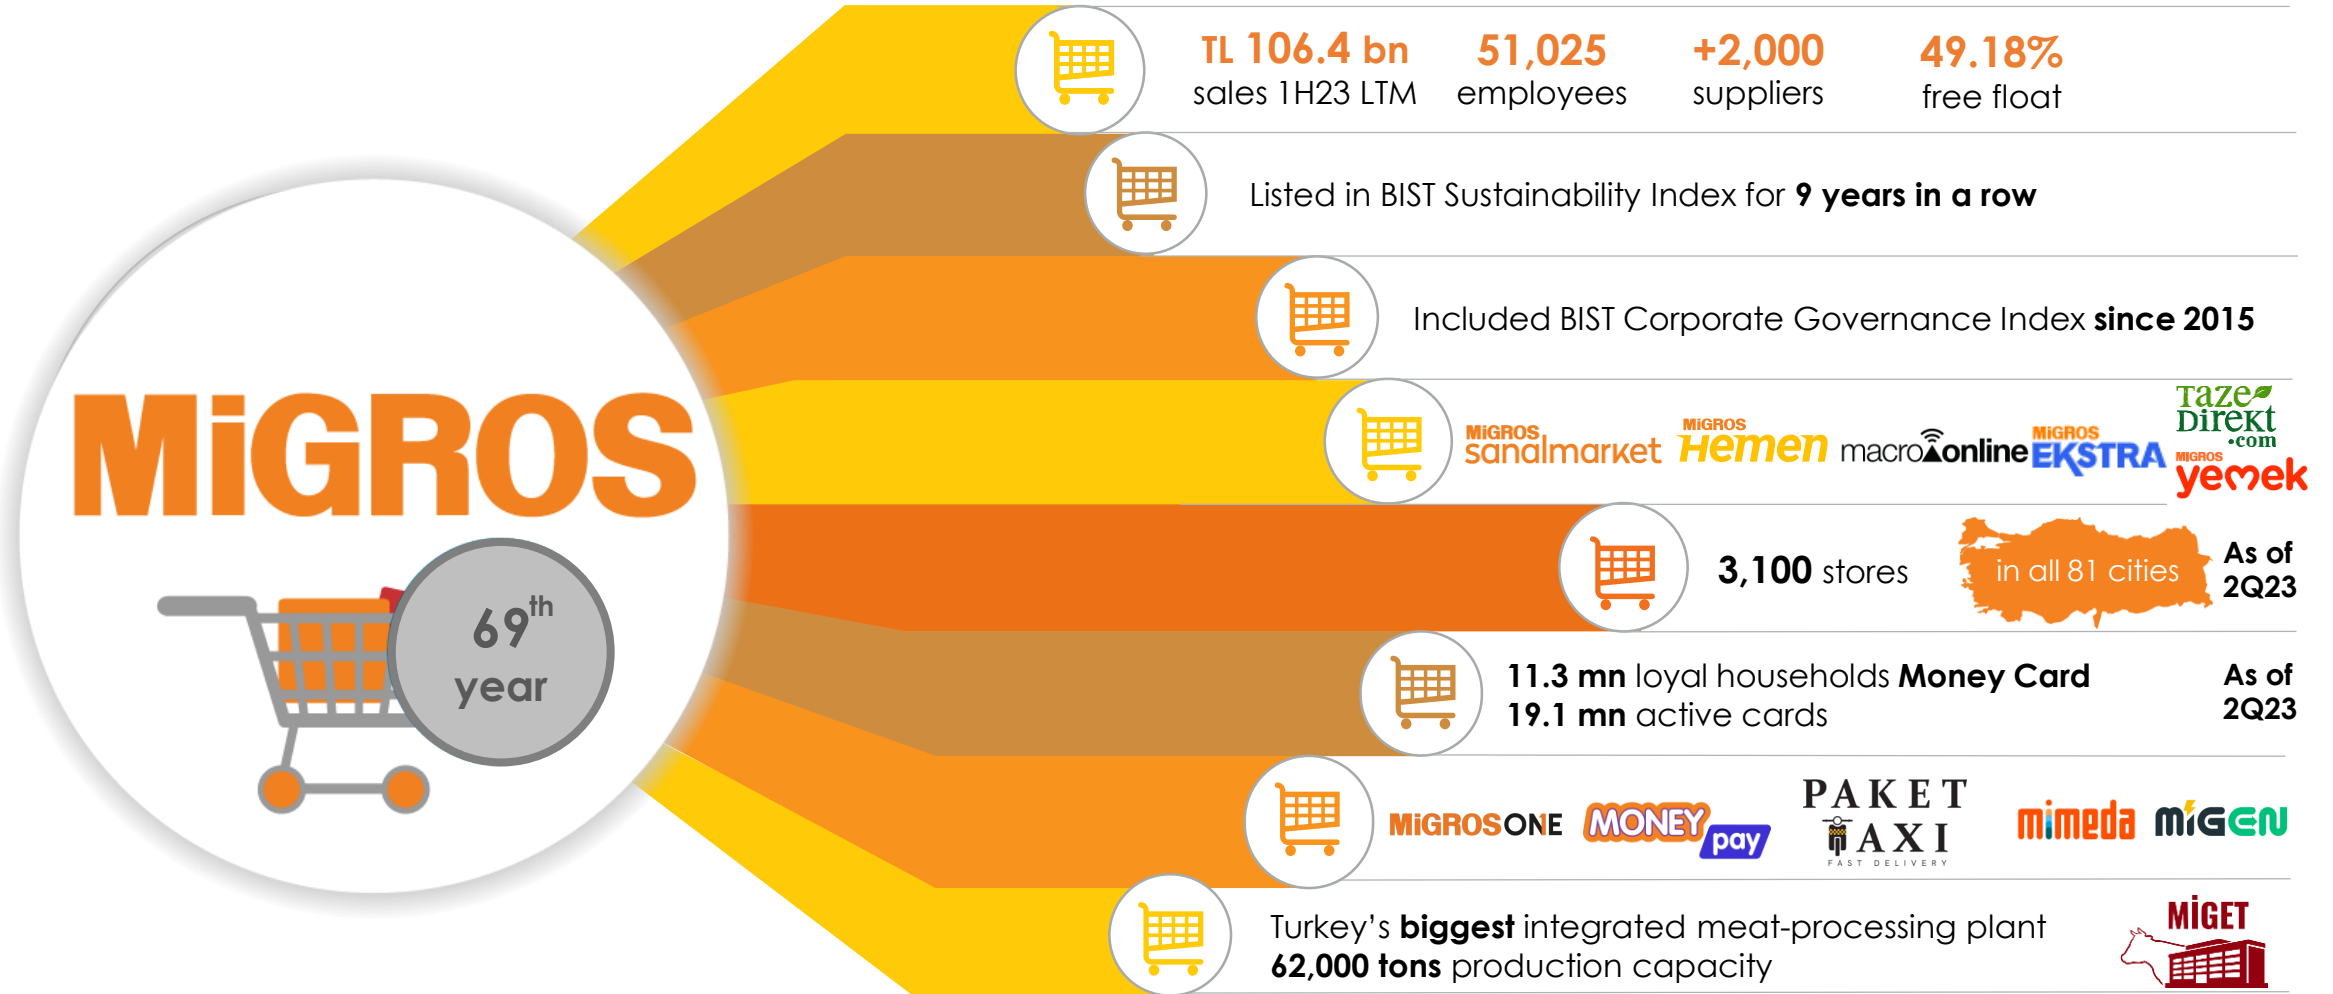 MiGROS
69th
year
TL 106.4 bn
sales 1H23 LTM
51,025
employees
+2,000
suppliers
49.18%
free float
Listed in BIST Sustainability Index for 9 years in a row
Included BIST Corporate Governance Index since 2015
MiGROS
sanalmarket
MiGROS
Hemen
macroonline
MiGROS
EKSTRA
Taze
Direkt
.com
MIGROS
yemek
3,100 stores
in all 81 cities
As of
2Q23
11.3 mn loyal households Money Card
19.1 mn active cards
As of
2Q23
MiGROSONE
MONEY
pay
PAKET
TAXI
FAST DELIVERY
mimeda
MiGEN
Turkey’s biggest integrated meat-processing plant
62,000 tons production capacity
MiGET